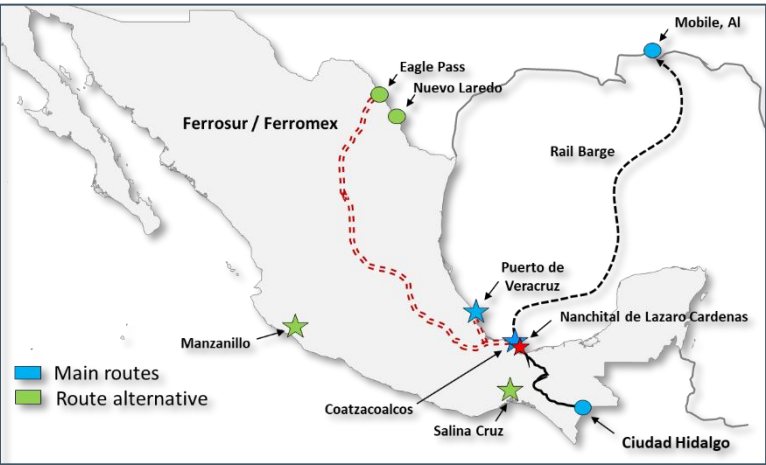 Mobile, Al
Eagle Pass
Nuevo Laredo
Ferrosur / Ferromex
Rail Barge
Puerto de
Veracruz
Nanchital de Lazaro Cardenas
Manzanillo
Main routes
Route alternative
Coatzacoalcos
Salina Cruz
Ciudad Hidalgo